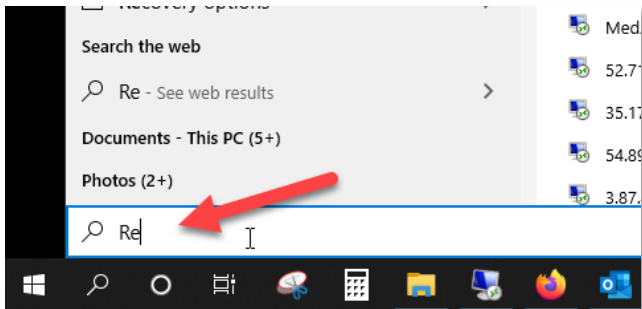 Recovery options
Search the web
Re - See web results
Documents - This PC (5+)
Photos (2+)
Re
Med.
52.7
35.17
54.89
3.87.